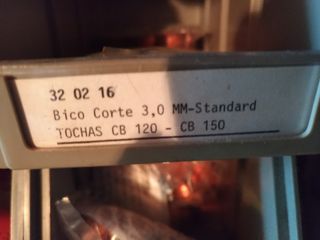 32 02 16
Bico Corte 3,0 MM-Standard
TOCHAS CB 120 - CB 150